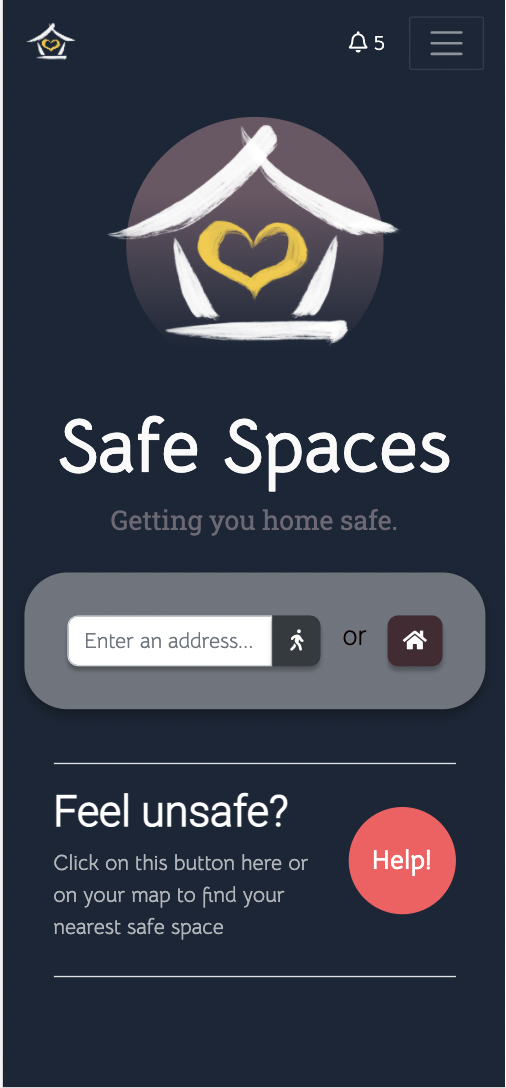 5
Safe Spaces
Getting you home safe.
Enter an address...
or
Feel unsafe?
Click on this button here or
on your map to find your
nearest safe space
Help!